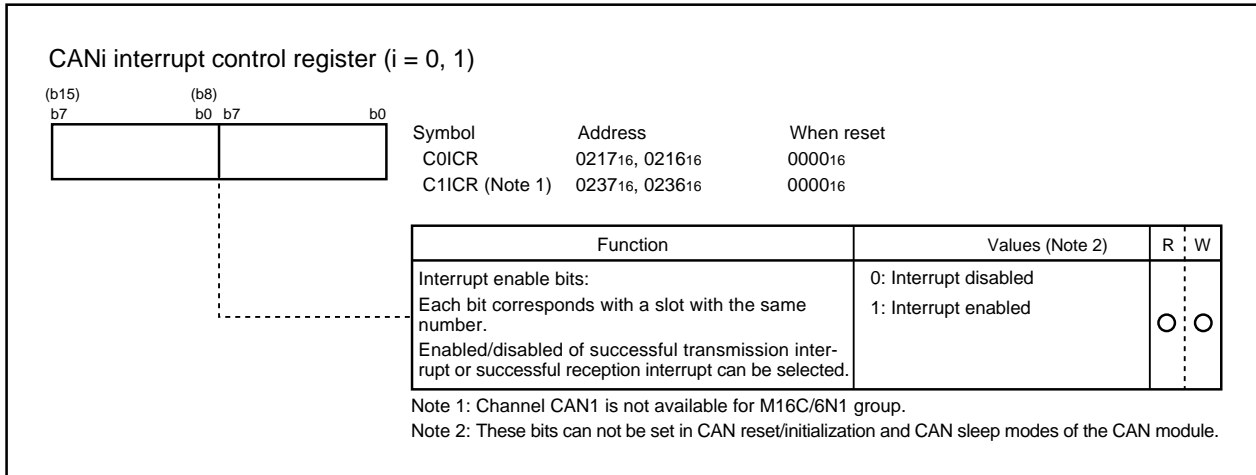 CANi interrupt control register (i = 0, 1)
(b15) (b8)
b7 b0 b7 b0
Symbol Address When reset
C0ICR 021716, 021616 000016
C1ICR (Note 1) 023716, 023616 000016
Function Values (Note 2) R W
Interrupt enable bits: 0: Interrupt disabled
Each bit corresponds with a slot with the same 1: Interrupt enabled
number.
Enabled/disabled of successful transmission inter-
rupt or successful reception interrupt can be selected.
Note 1: Channel CAN1 is not available for M16C/6N1 group.
Note 2: These bits can not be set in CAN reset/initialization and CAN sleep modes of the CAN module.